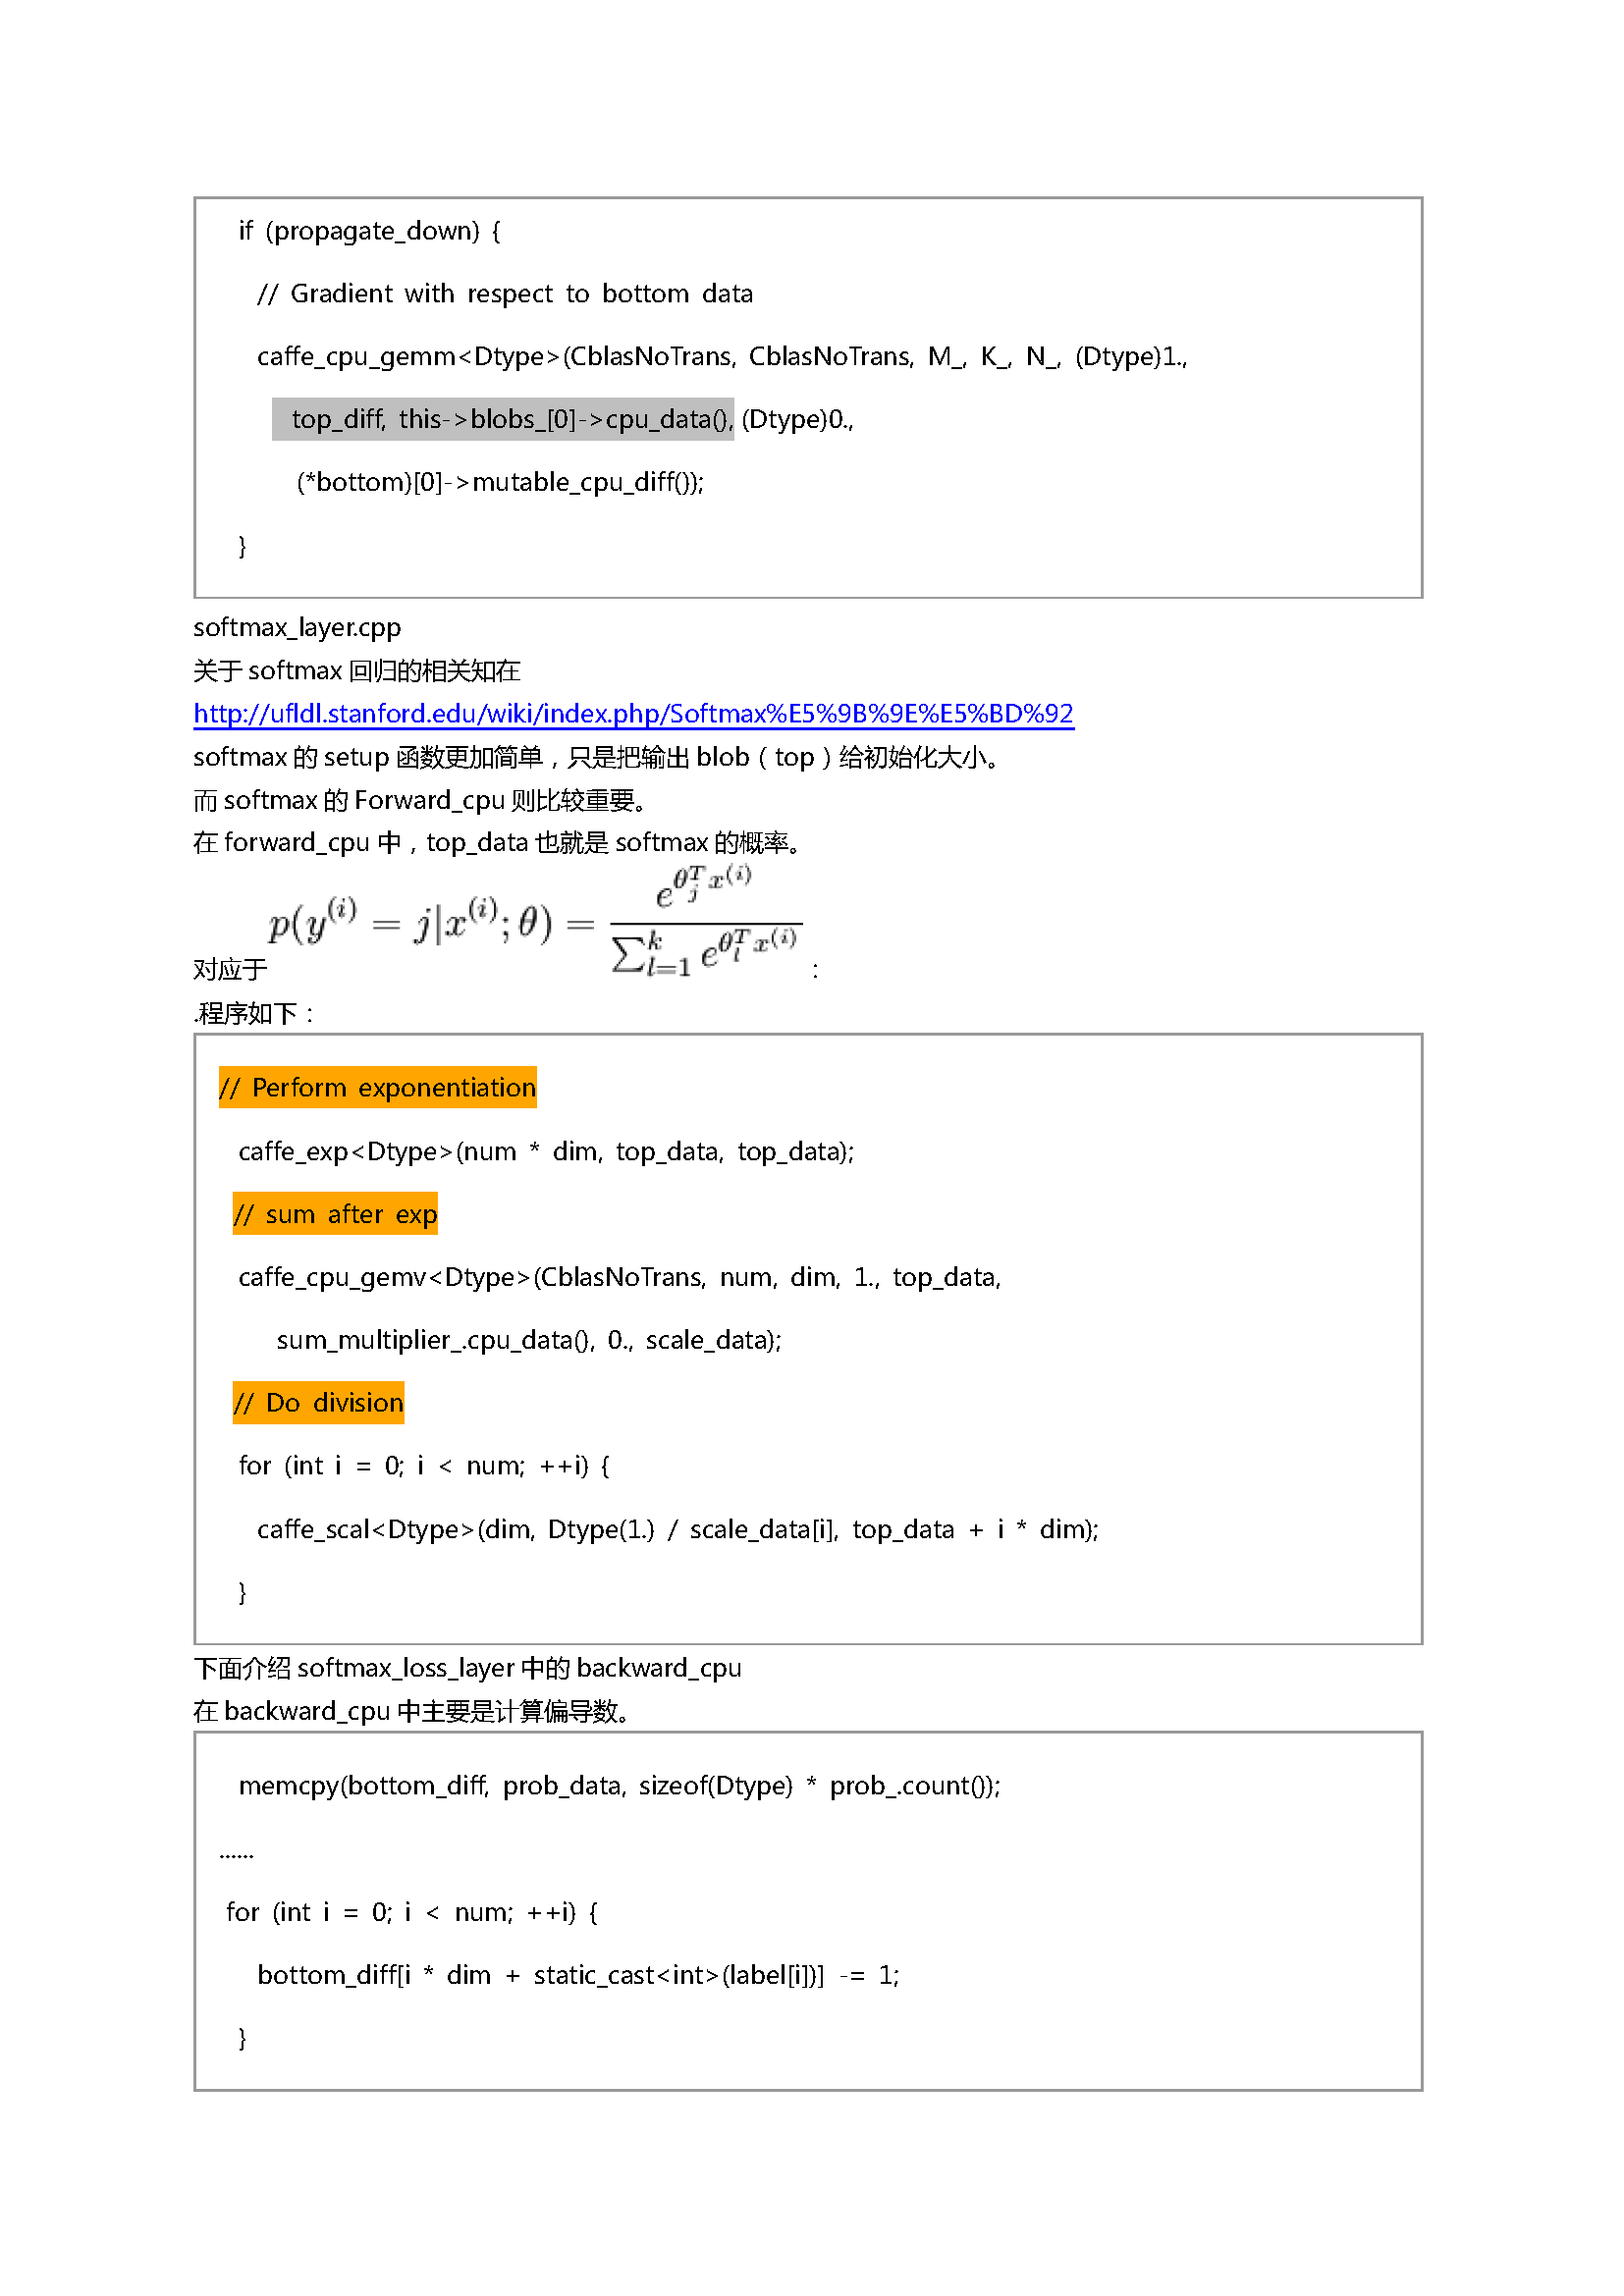 if (propagate_down) {
// Gradient with respect to bottom data
caffe_cpu_gemm<Dtype>(CblasNoTrans, CblasNoTrans, M_, K_, N_, (Dtype)1.,
top_diff, this->blobs_[0]->cpu_data(), (Dtype)0.,
(*bottom)[0]->mutable_cpu_diff());
}
softmax_layer.cpp
关于 softmax 回归的相关知在
http://ufldl.stanford.edu/wiki/index.php/Softmax%E5%9B%9E%E5%BD%92
softmax 的 setup 函数更加简单，只是把输出 blob（top）给初始化大小。
而 softmax 的 Forward_cpu 则比较重要。
在 forward_cpu 中，top_data 也就是 softmax 的概率。
对应于 p(y^{(i)} = j|x^{(i)}; θ) = \frac{e^{θ_j^T x^{(i)}}}{\sum_{l=1}^k e^{θ_l^T x^{(i)}}} ：
.程序如下：
// Perform exponentiation
caffe_exp<Dtype>(num * dim, top_data, top_data);
// sum after exp
caffe_cpu_gemv<Dtype>(CblasNoTrans, num, dim, 1., top_data,
sum_multiplier_.cpu_data(), 0., scale_data);
// Do division
for (int i = 0; i < num; ++i) {
caffe_scal<Dtype>(dim, Dtype(1.) / scale_data[i], top_data + i * dim);
}
下面介绍 softmax_loss_layer 中的 backward_cpu
在 backward_cpu 中主要是计算偏导数。
memcpy(bottom_diff, prob_data, sizeof(Dtype) * prob_.count());
......
for (int i = 0; i < num; ++i) {
bottom_diff[i * dim + static_cast<int>(label[i])] -= 1;
}